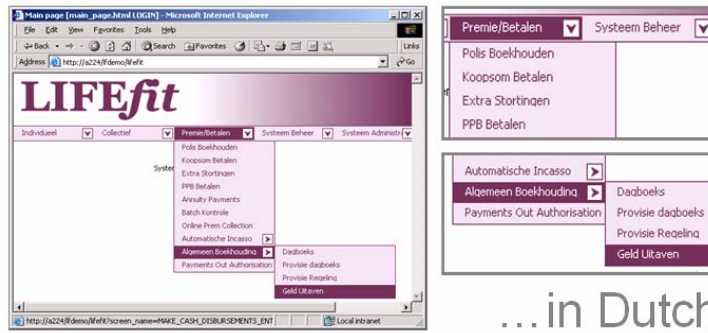 Main page [main_page.html LOGIN] - Microsoft Internet Explorer
File Edit View Favorites Tools Help
Back Search Favorites Links
Address http://a224/lfdemo/lifefit Go
LIFEfit
Individueel Collectief Premie/Betalen Systeem Beheer Systeem Administr
Polis Boekhouden
Koopsom Betalen
Extra Stortingen
PPB Betalen
Annuity Payments
Batch Kontrole
Online Prem Collection
Automatische Incasso
Algemeen Boekhouding
Payments Out Authorisation
System
Dagboeks
Provisie dagboeks
Provisie Regeling
Geld Uitaven
http://a224/lfdemo/lifefit?screen_name=MAKE_CASH_DISBURSEMENTS_ENT Local intranet
Premie/Betalen Systeem Beheer
Polis Boekhouden
Koopsom Betalen
Extra Stortingen
PPB Betalen
Automatische Incasso
Algemeen Boekhouding Dagboeks
Payments Out Authorisation Provisie dagboeks
Provisie Regeling
Geld Uitaven
...in Dutch